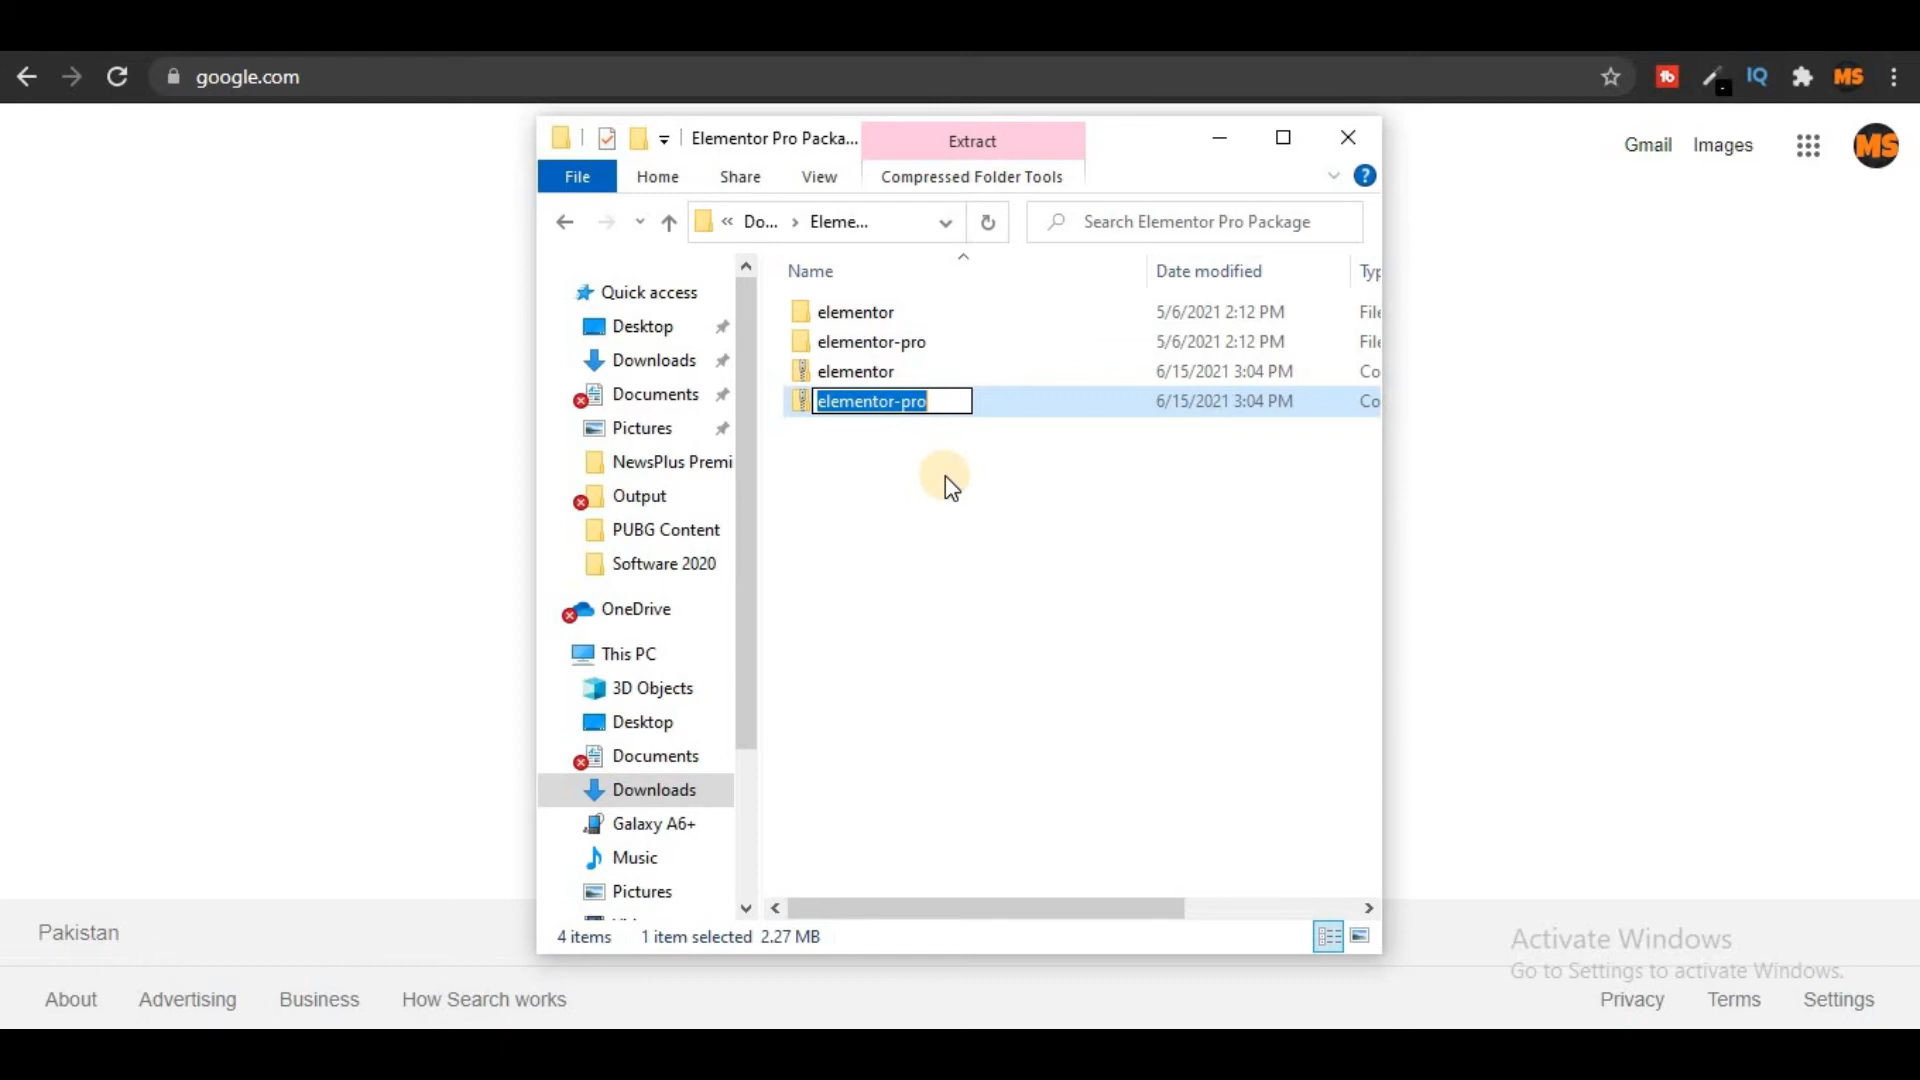 google.com
IQ
MS
Gmail Images
MS
Elementor Pro Packa...
Extract
File Home Share View Compressed Folder Tools
?
« Do... > Eleme...
Search Elementor Pro Package
Name Date modified Typ
Quick access
Desktop
Downloads
Documents
Pictures
NewsPlus Premi
Output
PUBG Content
Software 2020
OneDrive
This PC
3D Objects
Desktop
Documents
Downloads
Galaxy A6+
Music
Pictures
elementor 5/6/2021 2:12 PM File
elementor-pro 5/6/2021 2:12 PM File
elementor 6/15/2021 3:04 PM Co
elementor-pro 6/15/2021 3:04 PM Co
4 items 1 item selected 2.27 MB
Pakistan
Activate Windows
Go to Settings to activate Windows.
About Advertising Business How Search works
Privacy Terms Settings